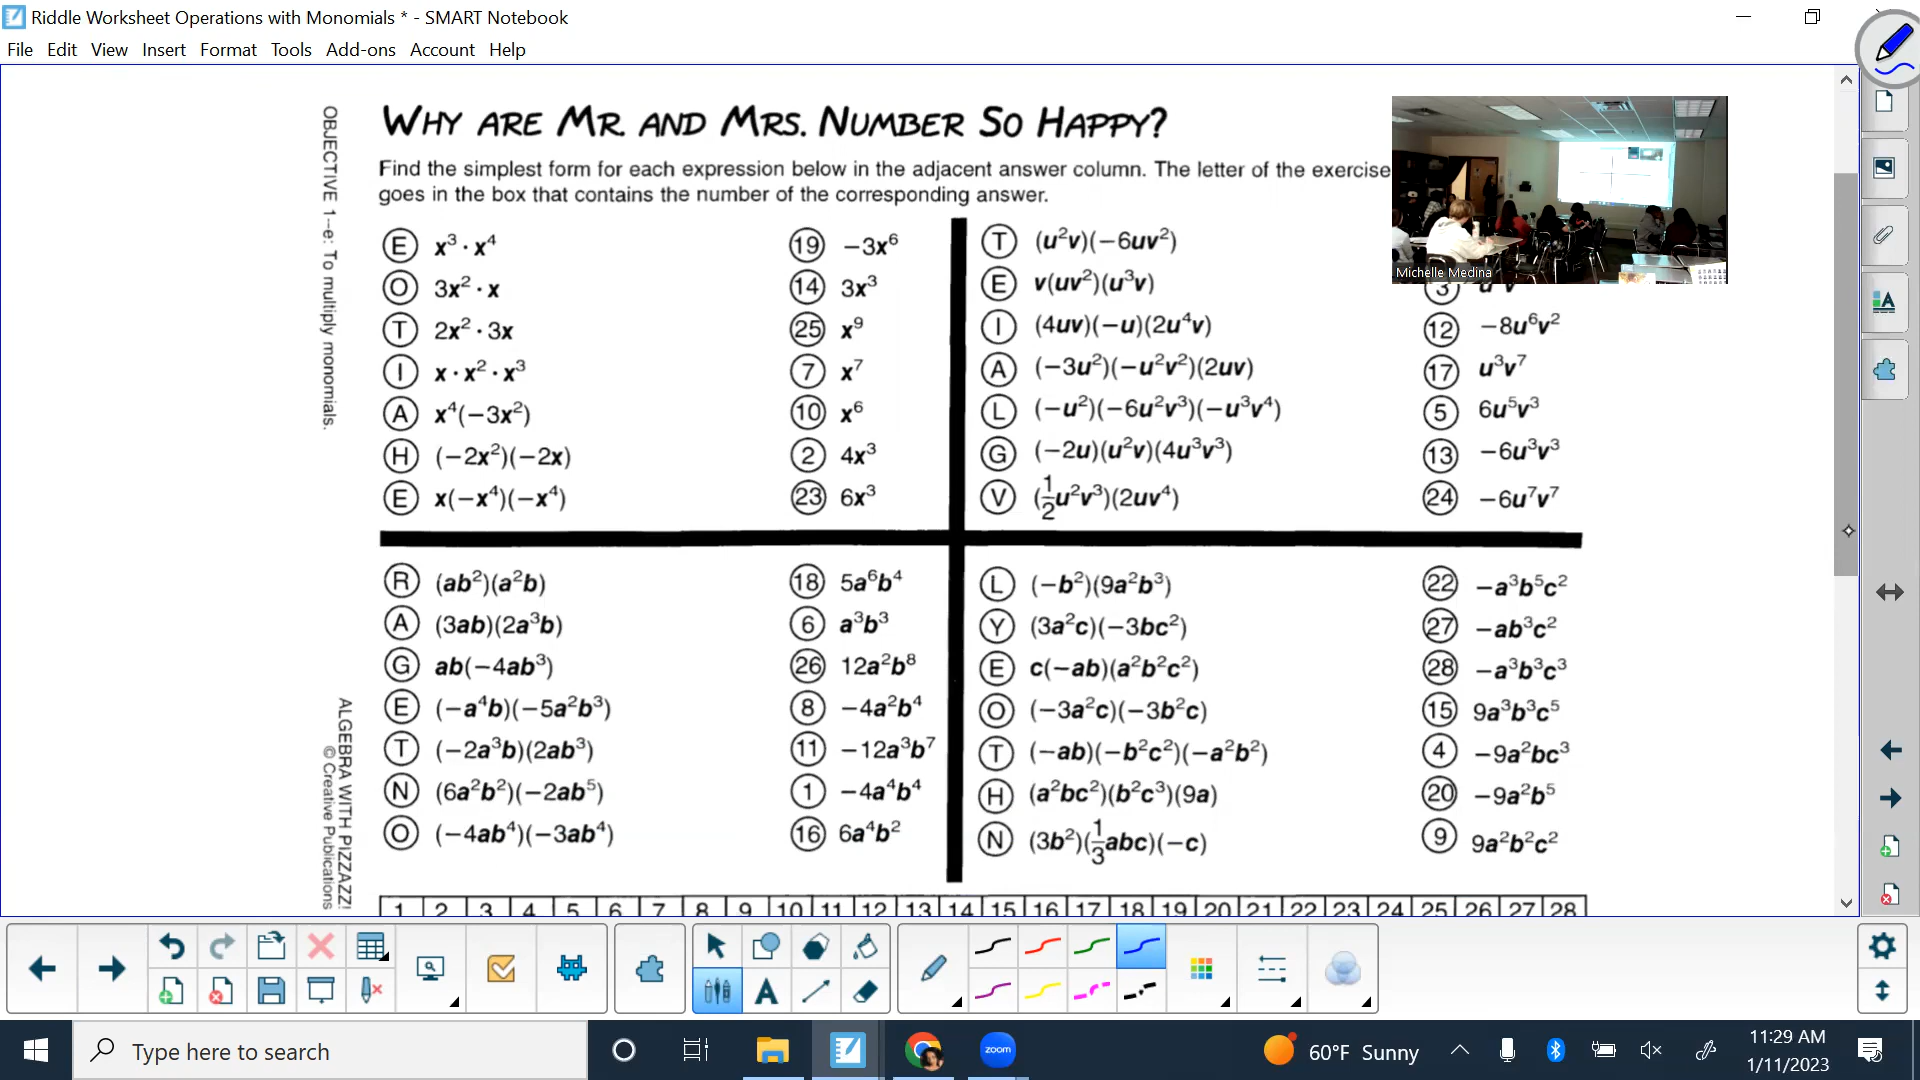 Riddle Worksheet Operations with Monomials * - SMART Notebook
File Edit View Insert Format Tools Add-ons Account Help
OBJECTIVE 1–e: To multiply monomials.
ALGEBRA WITH PIZZAZZ!
© Creative Publications
WHY ARE MR. AND MRS. NUMBER SO HAPPY?
Find the simplest form for each expression below in the adjacent answer column. The letter of the exercise
goes in the box that contains the number of the corresponding answer.
Michelle Medina
E x³ · x⁴ 19 −3x⁶
O 3x² · x 14 3x³
T 2x² · 3x 25 x⁹
I x · x² · x³ 7 x⁷
A x⁴(−3x²) 10 x⁶
H (−2x²)(−2x) 2 4x³
E x(−x⁴)(−x⁴) 23 6x³
T (u²v)(−6uv²)
E v(uv²)(u³v) 3
I (4uv)(−u)(2u⁴v) 12 −8u⁶v²
A (−3u²)(−u²v²)(2uv) 17 u³v⁷
L (−u²)(−6u²v³)(−u³v⁴) 5 6u⁵v³
G (−2u)(u²v)(4u³v³) 13 −6u³v³
V (1/2u²v³)(2uv⁴) 24 −6u⁷v⁷
R (ab²)(a²b) 18 5a⁶b⁴
A (3ab)(2a³b) 6 a³b³
G ab(−4ab³) 26 12a²b⁸
E (−a⁴b)(−5a²b³) 8 −4a²b⁴
T (−2a³b)(2ab³) 11 −12a³b⁷
N (6a²b²)(−2ab⁵) 1 −4a⁴b⁴
O (−4ab⁴)(−3ab⁴) 16 6a⁴b²
L (−b²)(9a²b³) 22 −a³b⁵c²
Y (3a²c)(−3bc²) 27 −ab³c²
E c(−ab)(a²b²c²) 28 −a³b³c³
O (−3a²c)(−3b²c) 15 9a³b³c⁵
T (−ab)(−b²c²)(−a²b²) 4 −9a²bc³
H (a²bc²)(b²c³)(9a) 20 −9a²b⁵
N (3b²)(1/3abc)(−c) 9 9a²b²c²
1 2 3 4 5 6 7 8 9 10 11 12 13 14 15 16 17 18 19 20 21 22 23 24 25 26 27 28
A
Type here to search
zoom
60°F Sunny
11:29 AM
1/11/2023